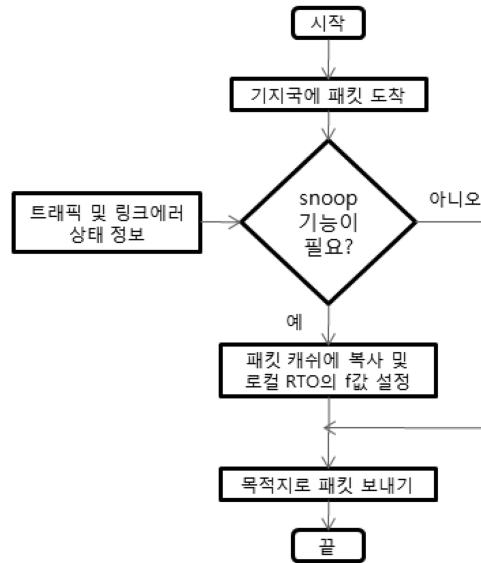 시작
기지국에 패킷 도착
snoop
기능이
필요?
아니오
트래픽 및 링크에러
상태 정보
예
패킷 캐쉬에 복사 및
로컬 RTO의 f값 설정
목적지로 패킷 보내기
끝